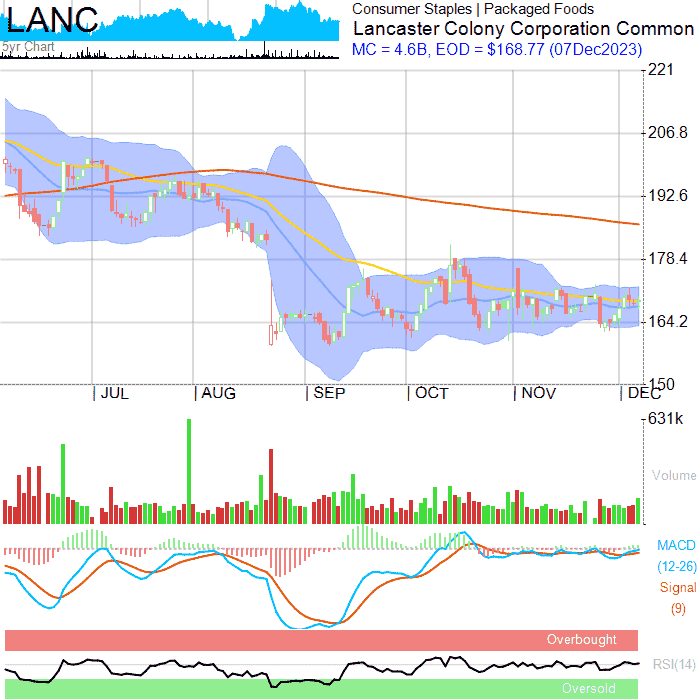 LANC
5yr Chart
Consumer Staples | Packaged Foods
Lancaster Colony Corporation Common
MC = 4.6B, EOD = $168.77 (07Dec2023)
221
206.8
192.6
178.4
164.2
150
JUL AUG SEP OCT NOV DEC
631k
Volume
MACD
(12-26)
Signal
(9)
Overbought
RSI(14)
Oversold